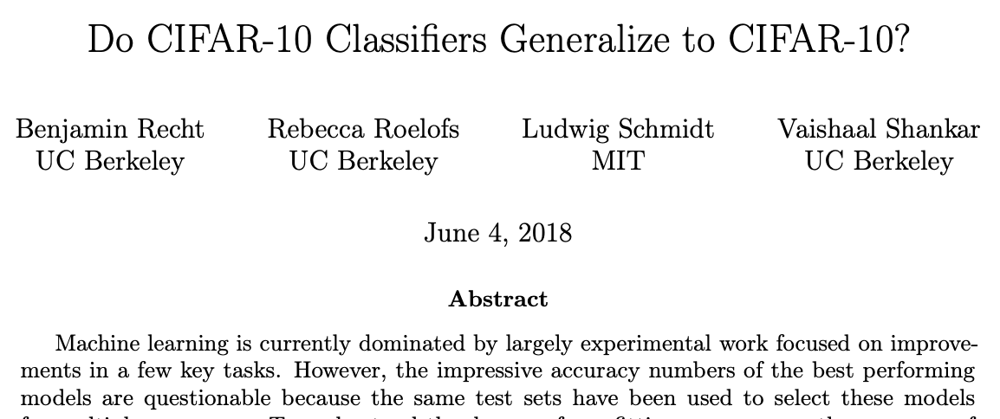 Do CIFAR-10 Classifiers Generalize to CIFAR-10?
Benjamin Recht Rebecca Roelofs Ludwig Schmidt Vaishaal Shankar
UC Berkeley UC Berkeley MIT UC Berkeley
June 4, 2018
Abstract
Machine learning is currently dominated by largely experimental work focused on improve-
ments in a few key tasks. However, the impressive accuracy numbers of the best performing
models are questionable because the same test sets have been used to select these models